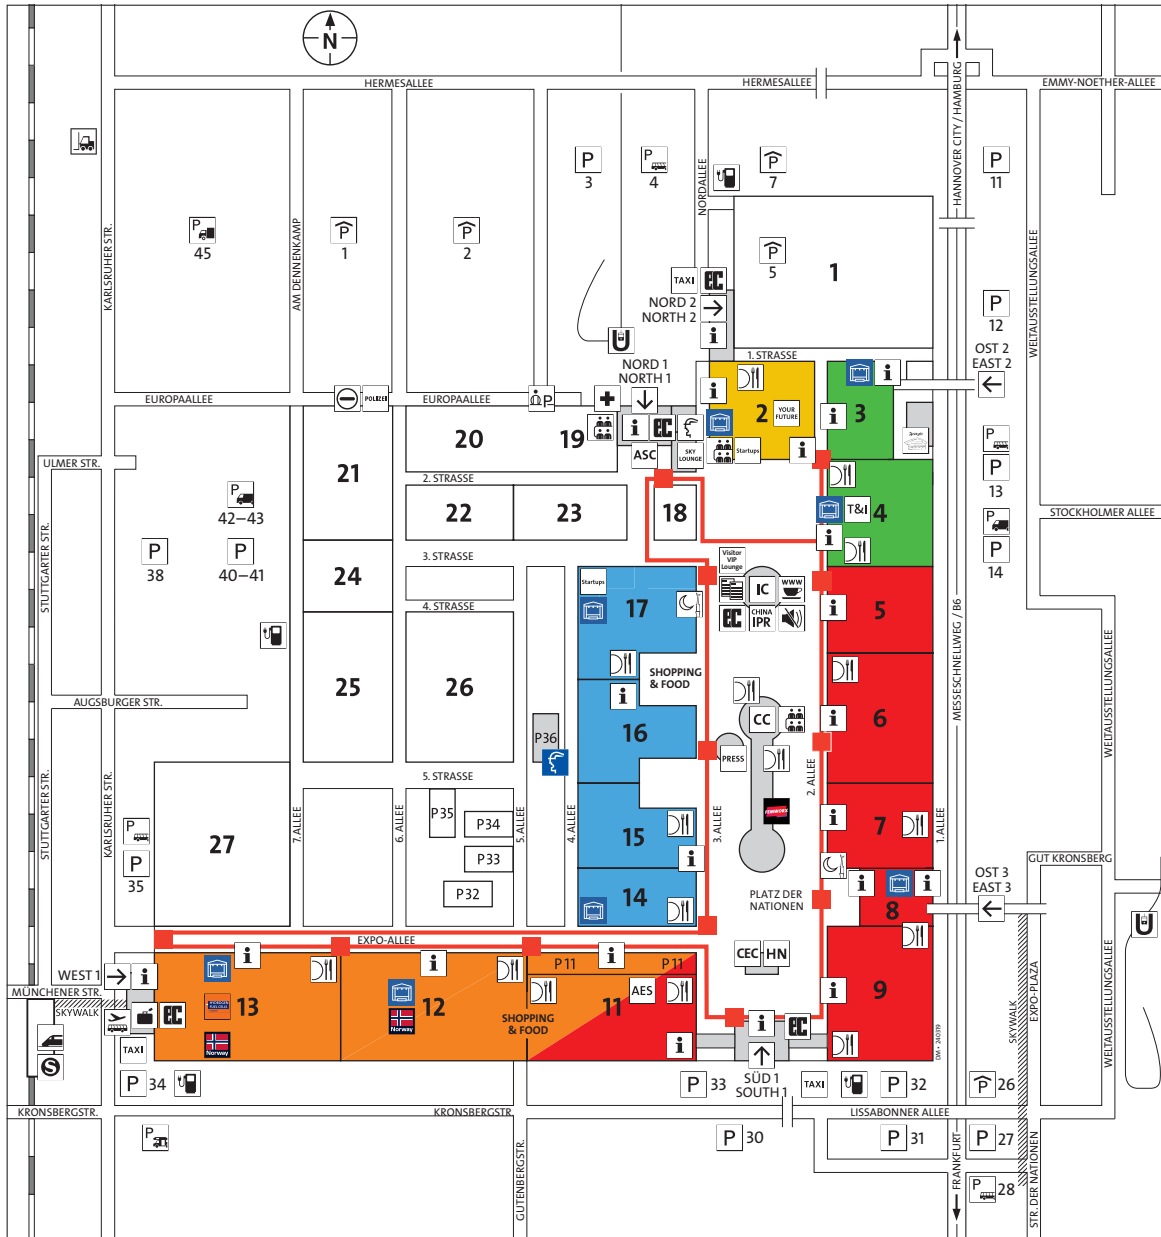 N
HERMESALLEE
HERMESALLEE
EMMY-NOETHER-ALLEE
HANNOVER CITY / HAMBURG
KARLSRUHER STR.
AM DENNENKAMP
NORDALLEE
WELTAUSSTELLUNGSALLEE
P
45
P
1
P
2
P
3
P
4
P
7
P
5
1
P
11
P
12
TAXI
EC
NORD 2
NORTH 2
i
U
1. STRASSE
OST 2
EAST 2
NORD 1
NORTH 1
EUROPAALLEE
POLIZEI
EUROPAALLEE
P
i
EC
ASC
SKY
LOUNGE
i
2
YOUR
FUTURE
Startups
i
3
i
i
20
19
21
ULMER STR.
2. STRASSE
22
23
18
4
T&I
i
P
13
P
14
STOCKHOLMER ALLEE
P
42–43
P
38
P
40–41
STUTTGARTER STR.
3. STRASSE
24
4. STRASSE
Startups
17
Visitor
VIP
Lounge
IC
WWW
EC
CHINA
IPR
5
i
MESSESCHNELLWEG / B6
25
26
SHOPPING
& FOOD
AUGSBURGER STR.
i
16
P36
CC
PRESS
6
i
2. ALLEE
WELTAUSSTELLUNGSALLEE
5. STRASSE
STUTTGARTER STR.
KARLSRUHER STR.
7. ALLEE
6. ALLEE
5. ALLEE
4. ALLEE
3. ALLEE
1. ALLEE
P
35
27
P35
P34
P33
P32
15
i
14
7
i
GUT KRONSBERG
PLATZ DER
NATIONEN
i
i
8
OST 3
EAST 3
U
EXPO-ALLEE
CEC
HN
WEST 1
i
MÜNCHENER STR.
SKYWALK
EC
TAXI
S
i
13
Norway
i
12
Norway
SHOPPING
& FOOD
P 11
i
P 11
11
AES
i
i
EC
i
9
SKYWALK
EXPO-PLAZA
WELTAUSSTELLUNGSALLEE
P 34
P 33
SÜD 1
SOUTH 1
TAXI
P 32
P 26
KRONSBERGSTR.
KRONSBERGSTR.
LISSABONNER ALLEE
P
P 30
P 31
P 27
P 28
GUTENBERGSTR.
FRANKFURT
STR. DER NATIONEN